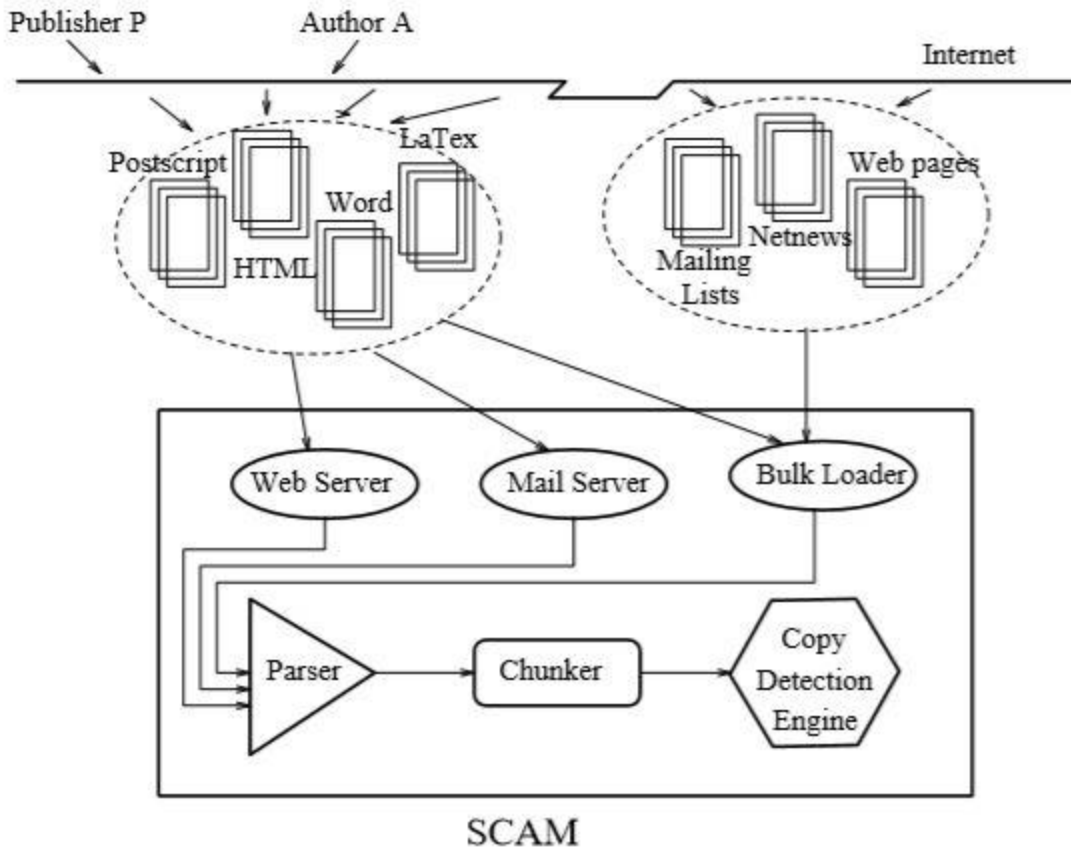 Publisher P
Author A
Internet
Postscript
LaTex
HTML
Word
Mailing
Lists
Netnews
Web pages
Web Server
Mail Server
Bulk Loader
Parser
Chunker
Copy
Detection
Engine
SCAM